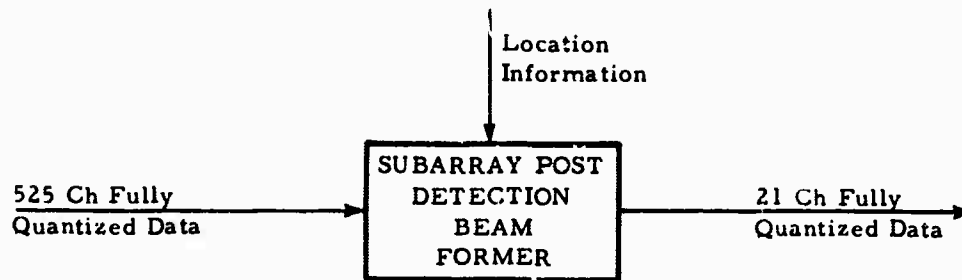 Location
Information
SUBARRAY POST
DETECTION
BEAM
FORMER
525 Ch Fully
Quantized Data
21 Ch Fully
Quantized Data